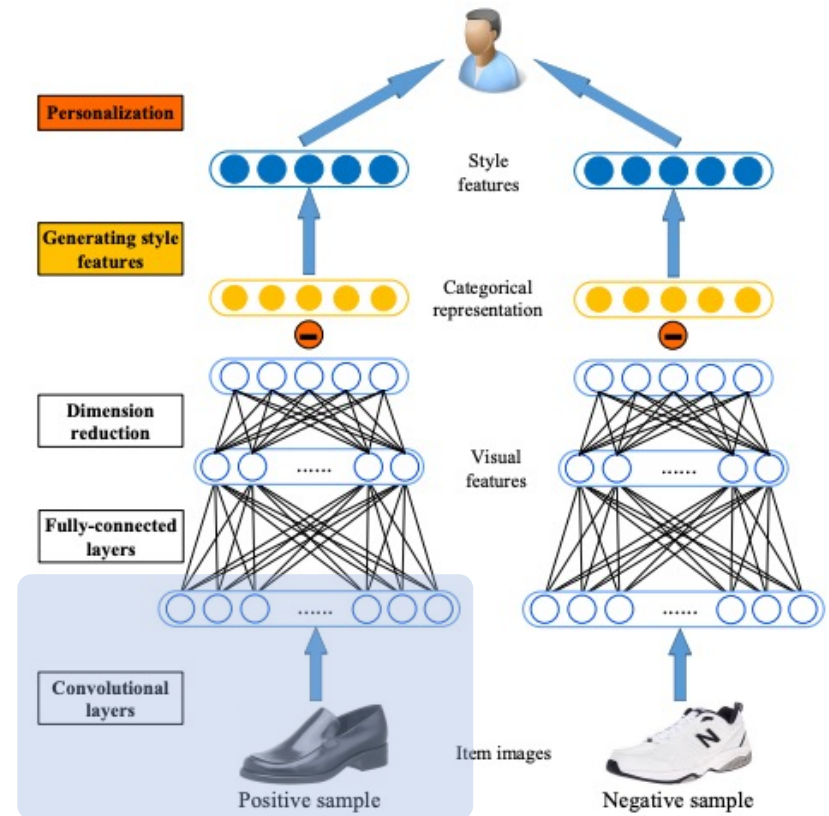 Personalization
Style
features
Generating style
features
Categorical
representation
Dimension
reduction
......
......
Visual
features
Fully-connected
layers
......
......
Convolutional
layers
N
Item images
Positive sample
Negative sample